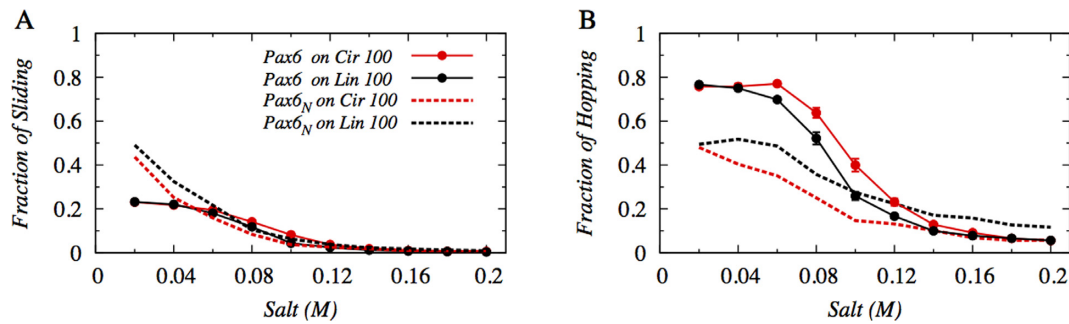 A
Fraction of Sliding
1
0.8
0.6
0.4
0.2
0
0 0.04 0.08 0.12 0.16 0.2
Salt (M)
Pax6 on Cir 100
Pax6 on Lin 100
Pax6N on Cir 100
Pax6N on Lin 100
B
Fraction of Hopping
1
0.8
0.6
0.4
0.2
0
0 0.04 0.08 0.12 0.16 0.2
Salt (M)